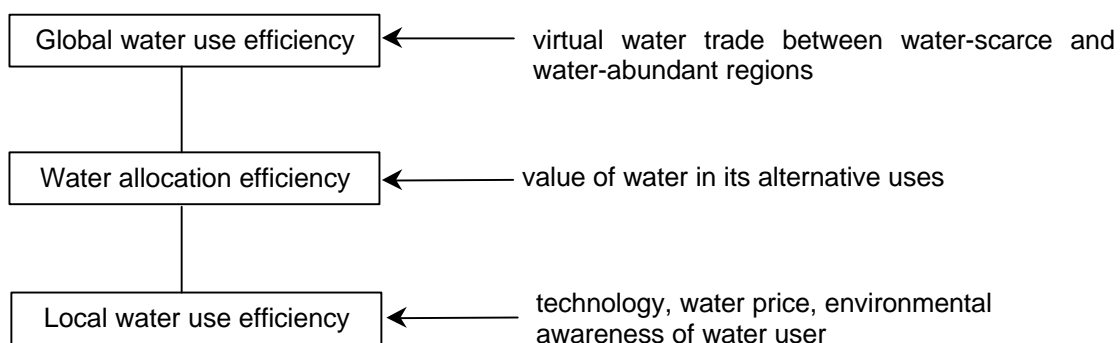 Global water use efficiency
virtual water trade between water-scarce and
water-abundant regions
Water allocation efficiency
value of water in its alternative uses
Local water use efficiency
technology, water price, environmental
awareness of water user